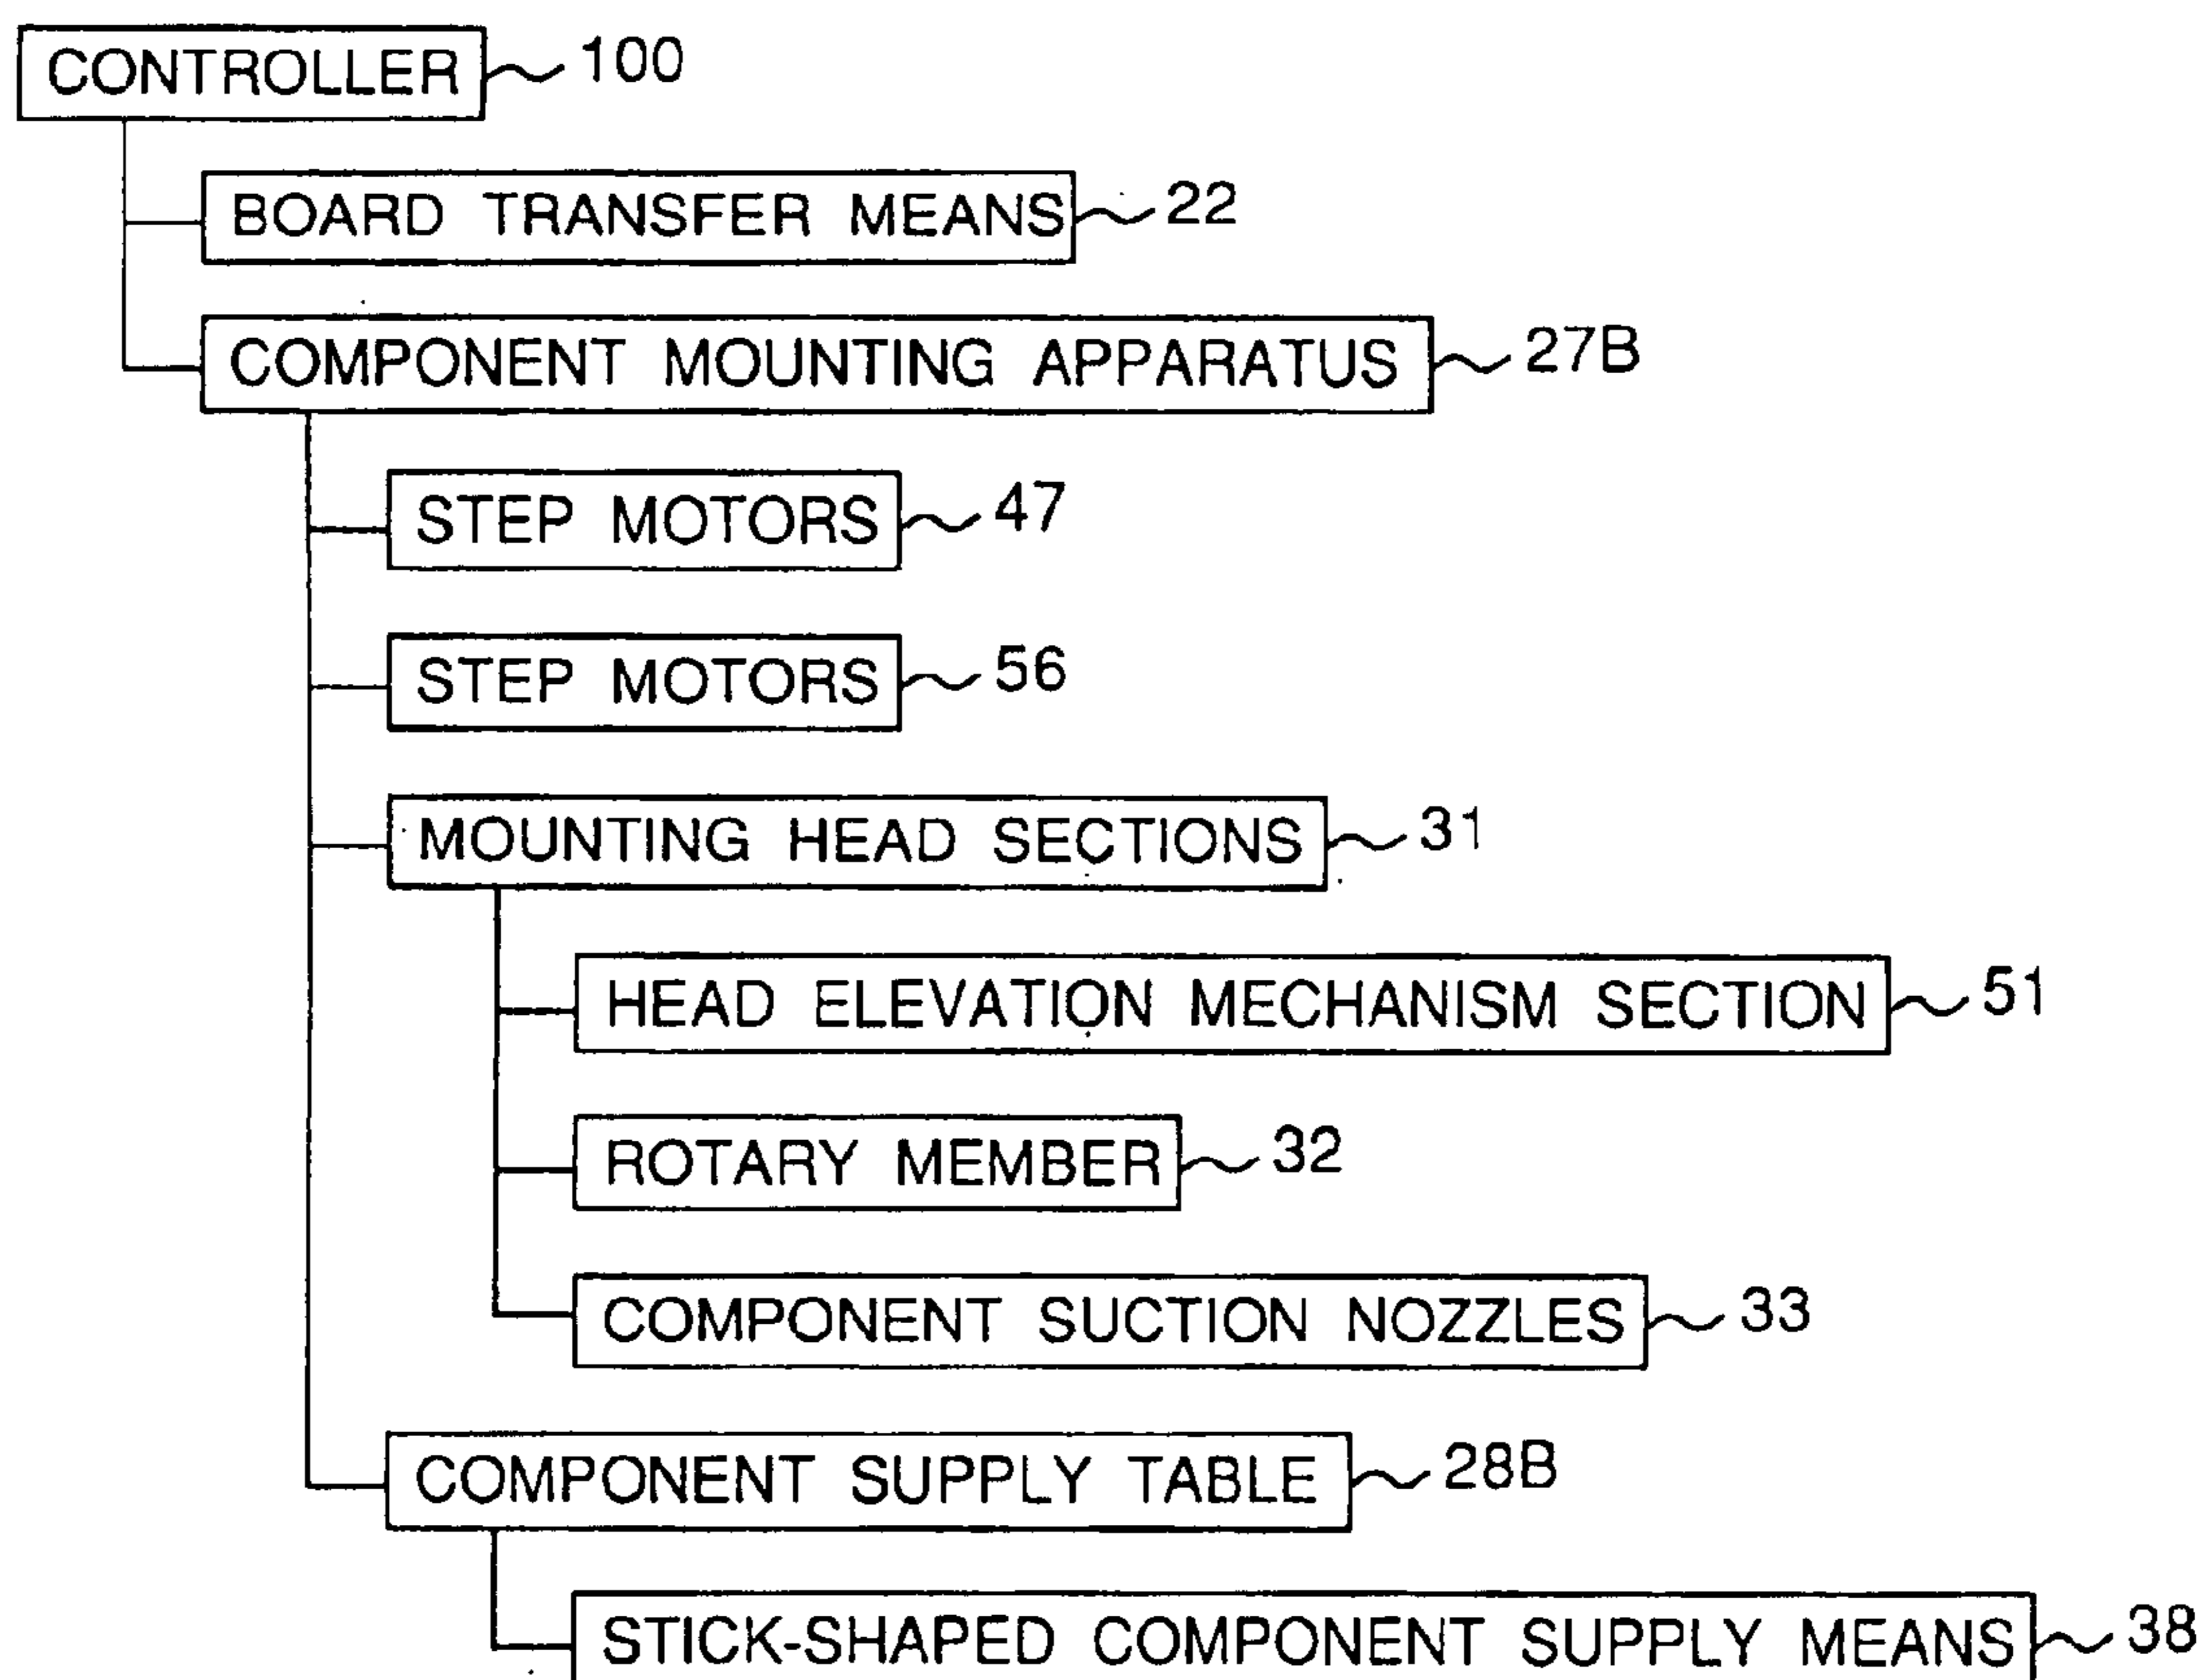 CONTROLLER 100
BOARD TRANSFER MEANS 22
COMPONENT MOUNTING APPARATUS 27B
STEP MOTORS 47
STEP MOTORS 56
MOUNTING HEAD SECTIONS 31
HEAD ELEVATION MECHANISM SECTION 51
ROTARY MEMBER 32
COMPONENT SUCTION NOZZLES 33
COMPONENT SUPPLY TABLE 28B
STICK-SHAPED COMPONENT SUPPLY MEANS 38